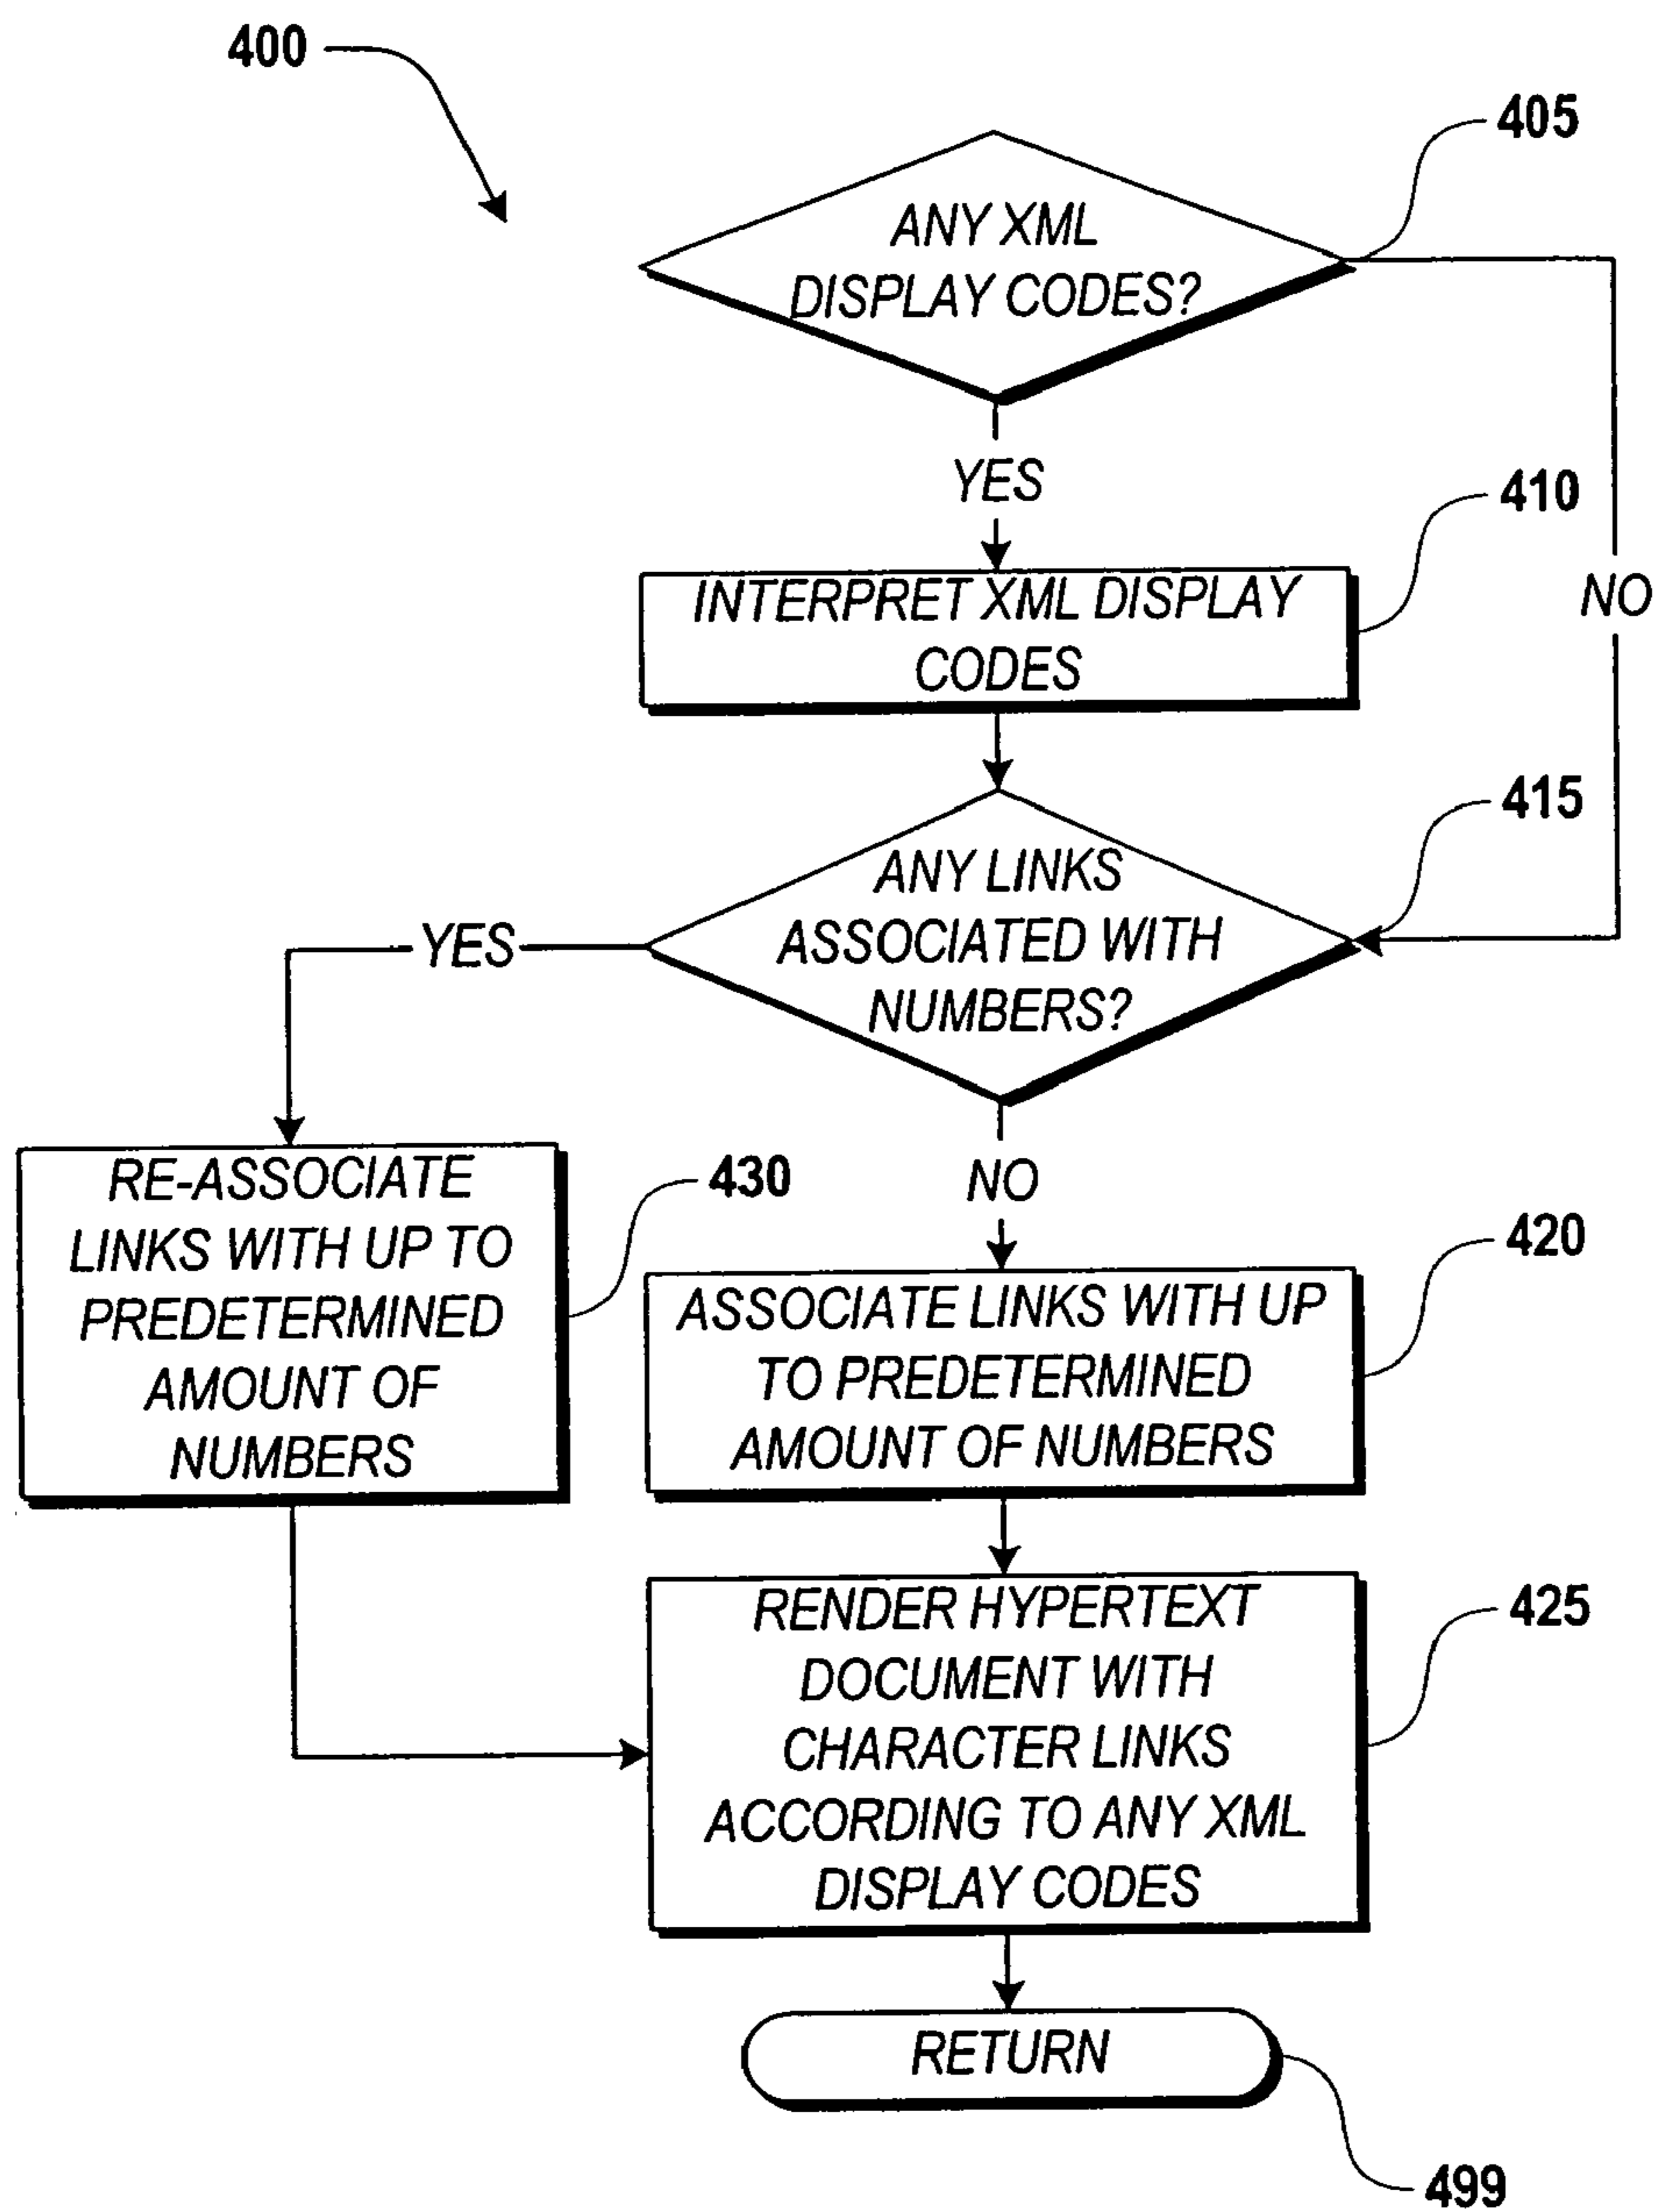 400
405
ANY XML
DISPLAY CODES?
YES
410
NO
INTERPRET XML DISPLAY
CODES
415
ANY LINKS
ASSOCIATED WITH
NUMBERS?
YES
NO
430
RE-ASSOCIATE
LINKS WITH UP TO
PREDETERMINED
AMOUNT OF
NUMBERS
420
ASSOCIATE LINKS WITH UP
TO PREDETERMINED
AMOUNT OF NUMBERS
425
RENDER HYPERTEXT
DOCUMENT WITH
CHARACTER LINKS
ACCORDING TO ANY XML
DISPLAY CODES
RETURN
499